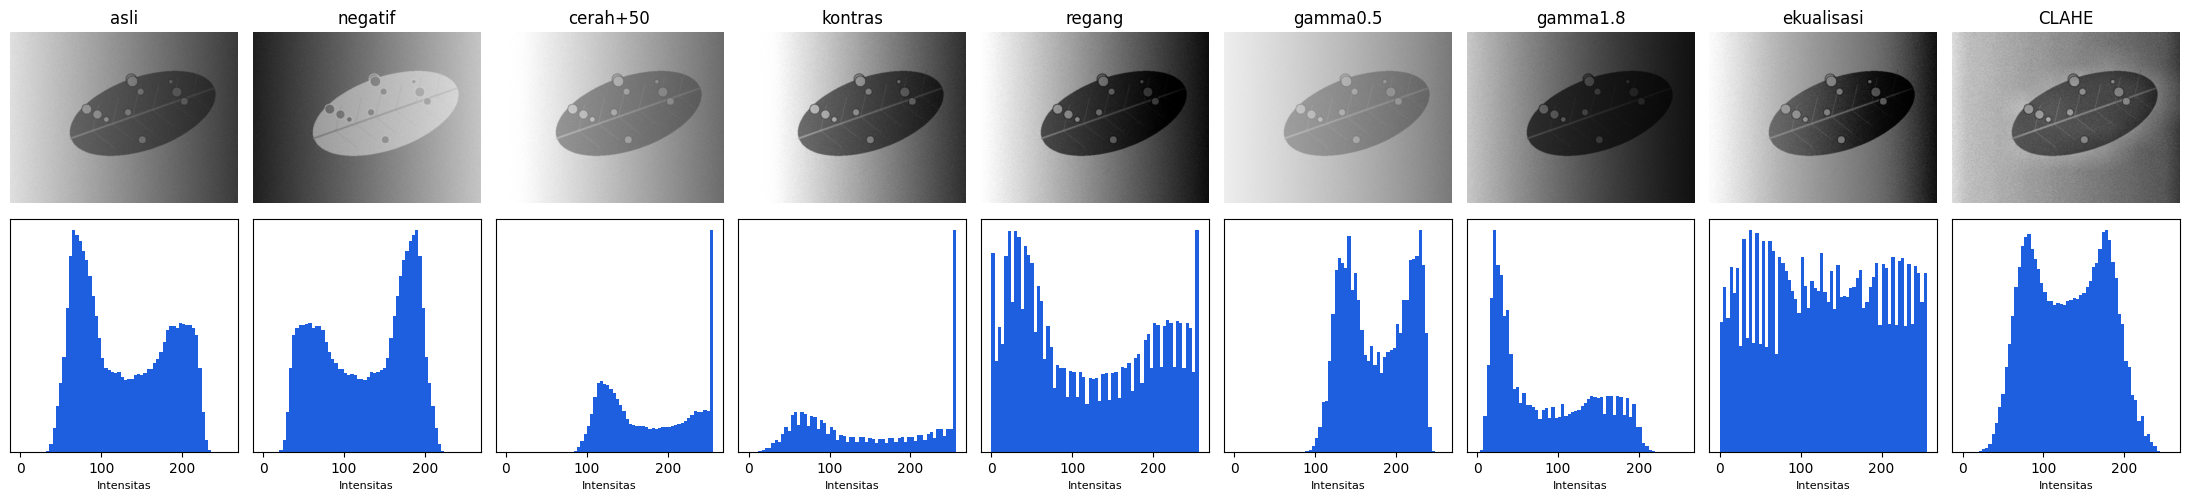 asli negatif cerah+50 kontras regang gamma0.5 gamma1.8 ekualisasi CLAHE
0 100 200 0 100 200 0 100 200 0 100 200 0 100 200 0 100 200 0 100 200 0 100 200 0 100 200
Intensitas Intensitas Intensitas Intensitas Intensitas Intensitas Intensitas Intensitas Intensitas